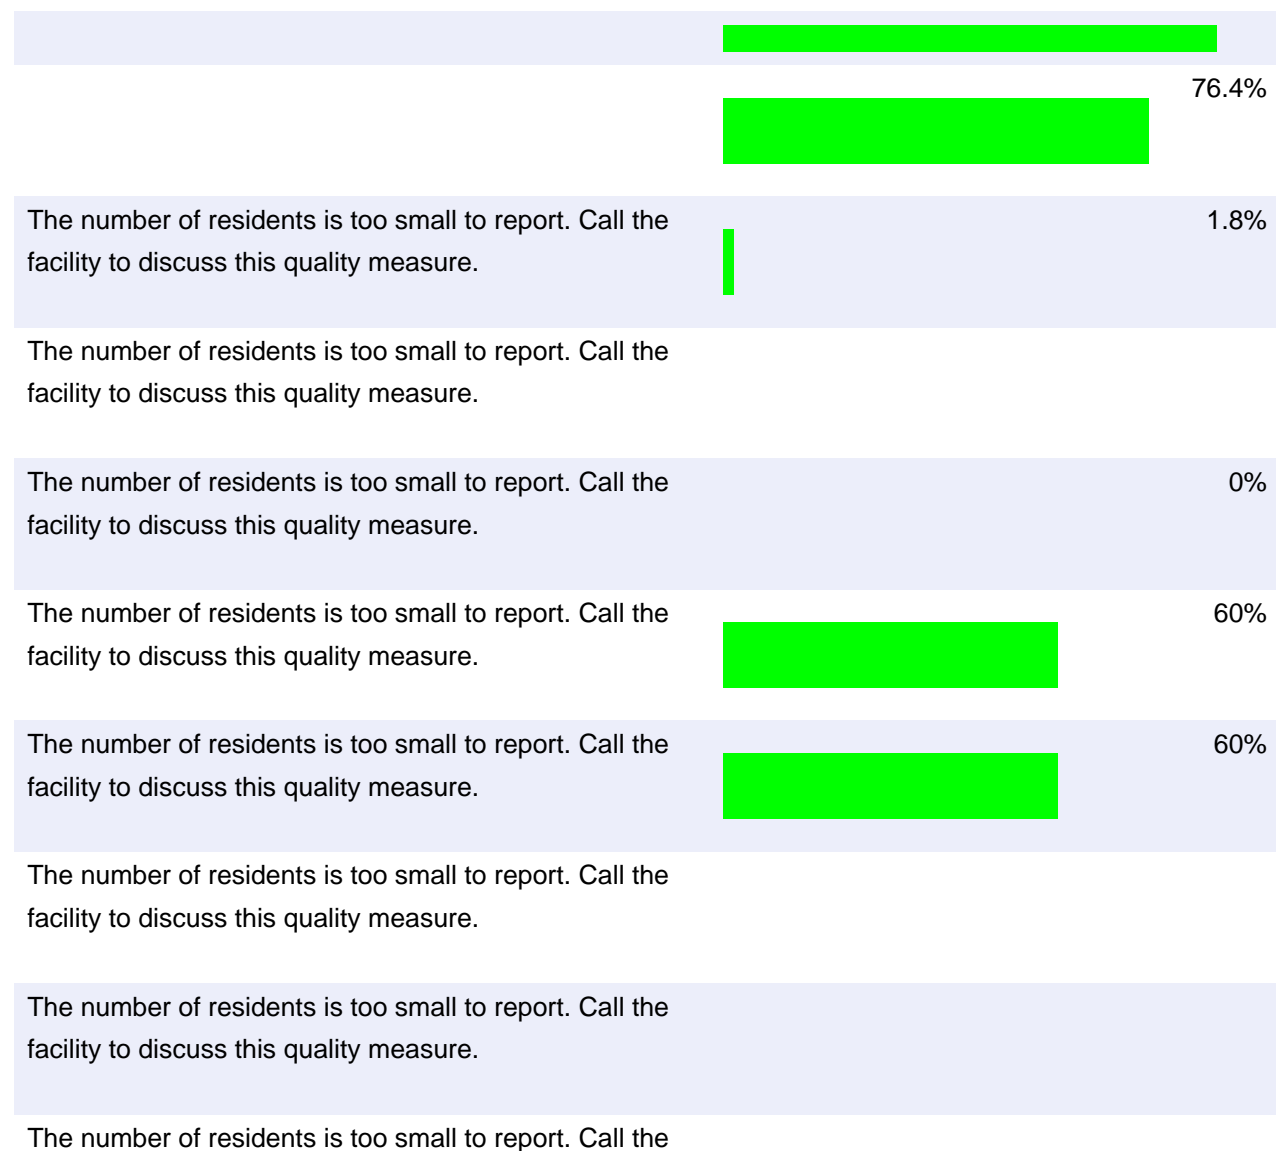 76.4%
The number of residents is too small to report. Call the 1.8%
facility to discuss this quality measure.
The number of residents is too small to report. Call the
facility to discuss this quality measure.
The number of residents is too small to report. Call the 0%
facility to discuss this quality measure.
The number of residents is too small to report. Call the 60%
facility to discuss this quality measure.
The number of residents is too small to report. Call the 60%
facility to discuss this quality measure.
The number of residents is too small to report. Call the
facility to discuss this quality measure.
The number of residents is too small to report. Call the
facility to discuss this quality measure.
The number of residents is too small to report. Call the